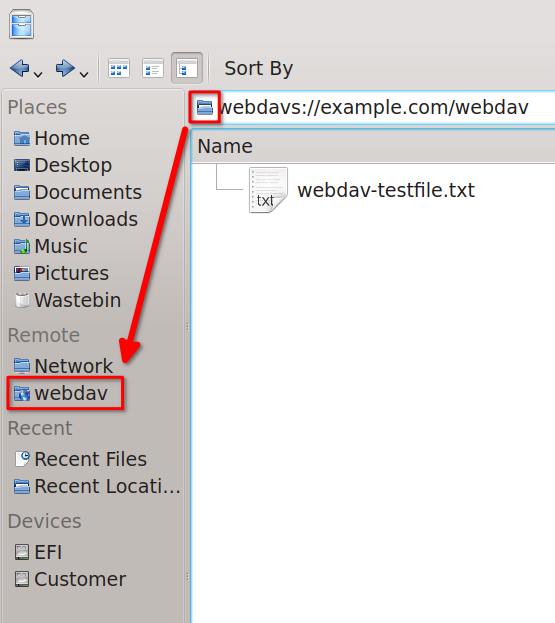 Sort By
Places
Home
Desktop
Documents
Downloads
Music
Pictures
Wastebin
Remote
Network
webdav
Recent
Recent Files
Recent Locati...
Devices
EFI
Customer
webdavs://example.com/webdav
Name
txt
webdav-testfile.txt